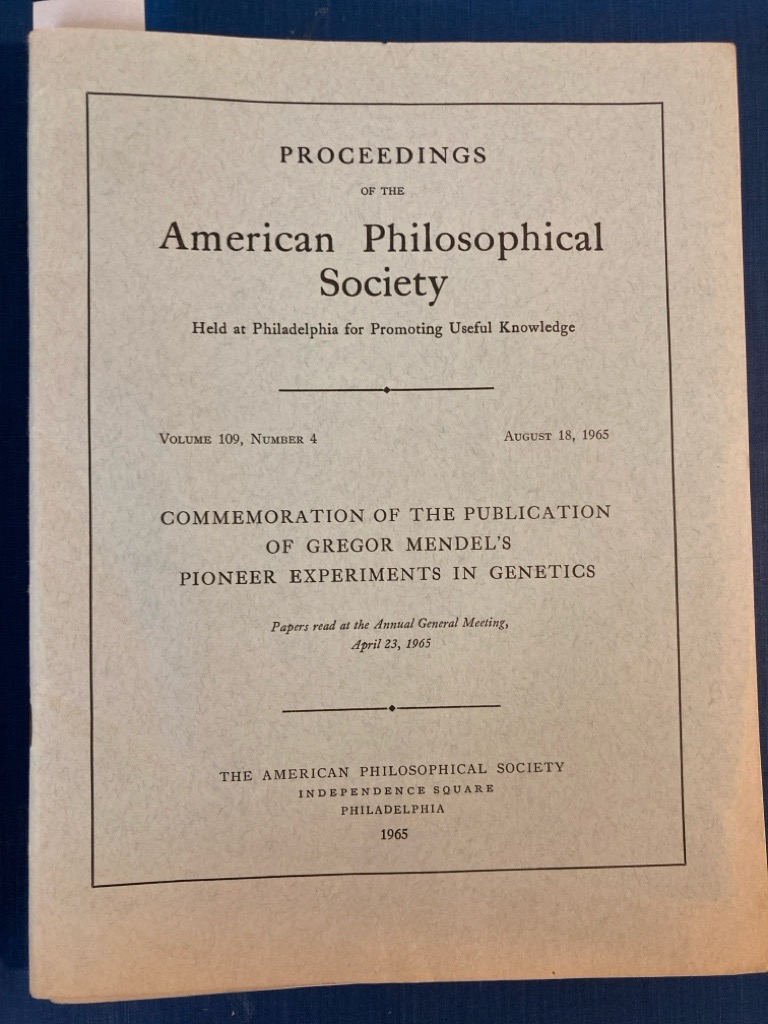 PROCEEDINGS
OF THE
American Philosophical
Society
Held at Philadelphia for Promoting Useful Knowledge
VOLUME 109, NUMBER 4
AUGUST 18, 1965
COMMEMORATION OF THE PUBLICATION
OF GREGOR MENDEL'S
PIONEER EXPERIMENTS IN GENETICS
Papers read at the Annual General Meeting,
April 23, 1965
THE AMERICAN PHILOSOPHICAL SOCIETY
INDEPENDENCE SQUARE
PHILADELPHIA
1965